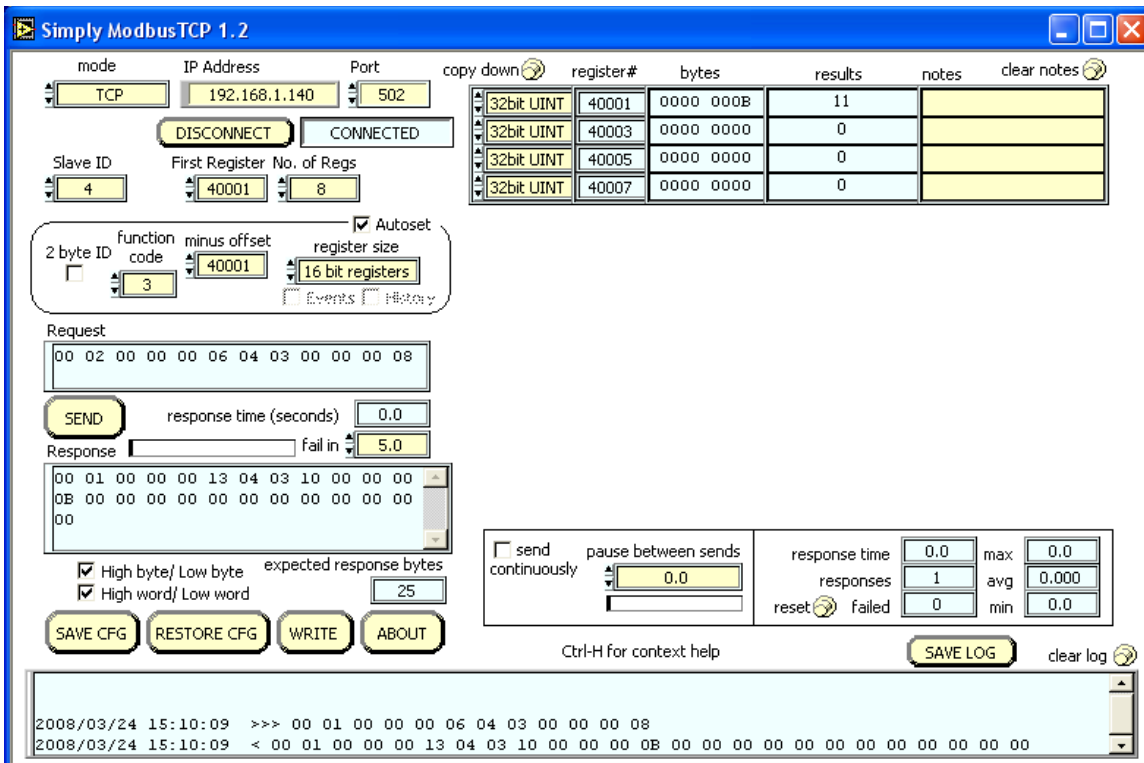 Simply ModbusTCP 1.2
mode IP Address Port
TCP 192.168.1.140 502
DISCONNECT CONNECTED
Slave ID First Register No. of Regs
4 40001 8
Autoset
2 byte ID function code minus offset register size
3 40001 16 bit registers
Events History
Request
00 02 00 00 00 06 04 03 00 00 00 08
SEND response time (seconds) 0.0
Response fail in 5.0
00 01 00 00 00 13 04 03 10 00 00 00
0B 00 00 00 00 00 00 00 00 00 00 00
00
High byte/ Low byte expected response bytes
High word/ Low word 25
SAVE CFG RESTORE CFG WRITE ABOUT
copy down register# bytes results notes clear notes
32bit UINT 40001 0000 000B 11
32bit UINT 40003 0000 0000 0
32bit UINT 40005 0000 0000 0
32bit UINT 40007 0000 0000 0
send continuously pause between sends
0.0
response time 0.0 max 0.0
responses 1 avg 0.000
reset failed 0 min 0.0
Ctrl-H for context help SAVE LOG clear log
2008/03/24 15:10:09 >>> 00 01 00 00 00 06 04 03 00 00 00 08
2008/03/24 15:10:09 < 00 01 00 00 00 13 04 03 10 00 00 00 0B 00 00 00 00 00 00 00 00 00 00 00 00